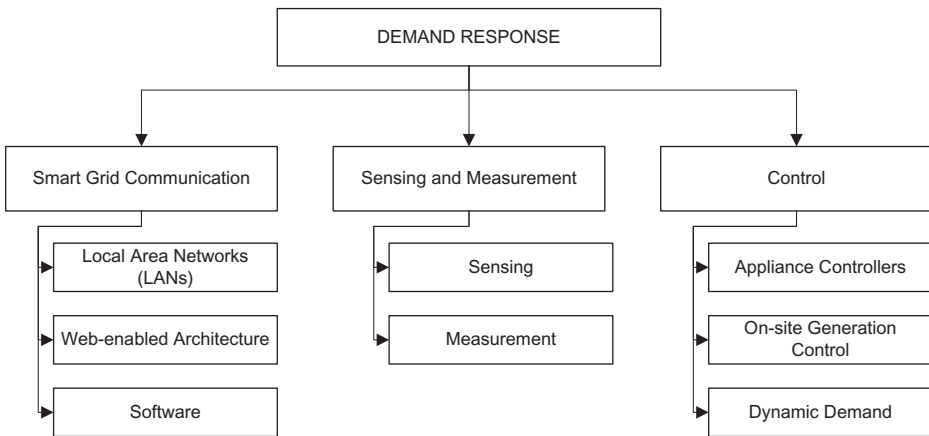 DEMAND RESPONSE
Smart Grid Communication
Sensing and Measurement
Control
Local Area Networks
(LANs)
Web-enabled Architecture
Software
Sensing
Measurement
Appliance Controllers
On-site Generation
Control
Dynamic Demand